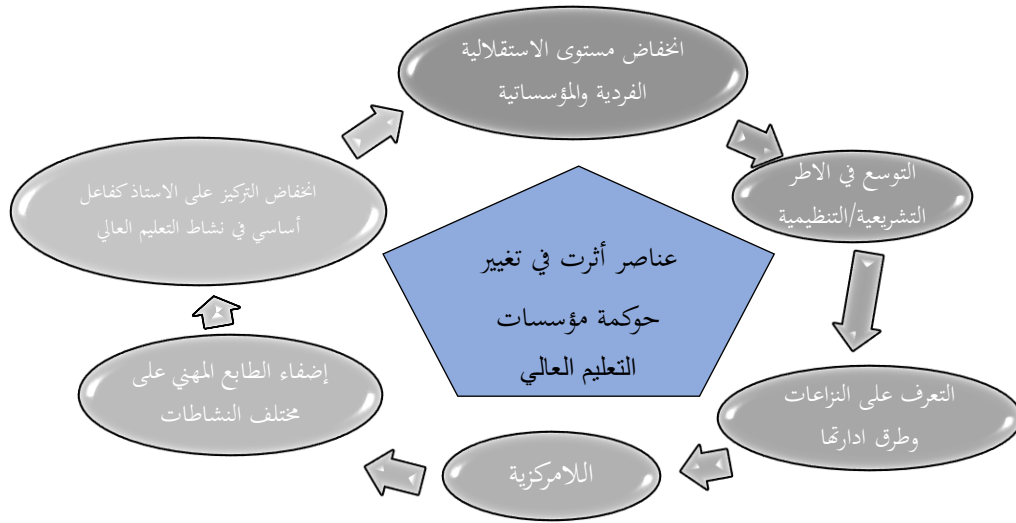 انخفاض مستوى الاستقلالية
الفردية والمؤسساتية
التوسع في الاطر
التشريعية/التنظيمية
التعرف على النزاعات
وطرق ادارتها
اللامركزية
إضفاء الطابع المهني على
مختلف النشاطات
انخفاض التركيز على الاستاذ كفاعل
أساسي في نشاط التعليم العالي
عناصر أثرت في تغيير
حوكمة مؤسسات
التعليم العالي